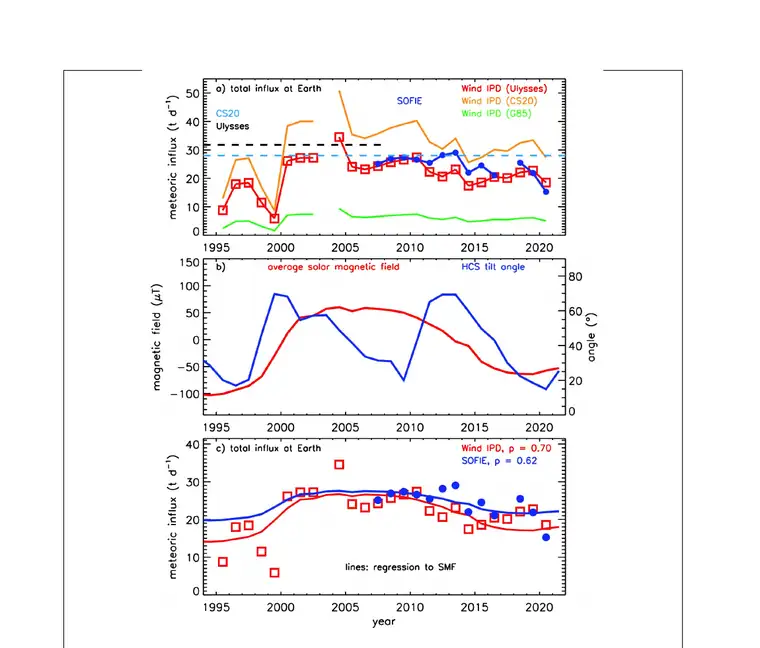 a) total influx at Earth
Wind IPD (Ulysses)
SOFIE
Wind IPD (CS20)
CS20
Wind IPD (G85)
Ulysses
meteoric influx (t d⁻¹)
50
40
30
20
10
0
1995 2000 2005 2010 2015 2020
b)
average solar magnetic field
HCS tilt angle
magnetic field (μT)
150
100
50
0
−50
−100
80
60
40
20
0
angle (°)
1995 2000 2005 2010 2015 2020
c) total influx at Earth
Wind IPD, p = 0.70
SOFIE, p = 0.62
meteoric influx (t d⁻¹)
40
30
20
10
0
lines: regression to SMF
1995 2000 2005 2010 2015 2020
year